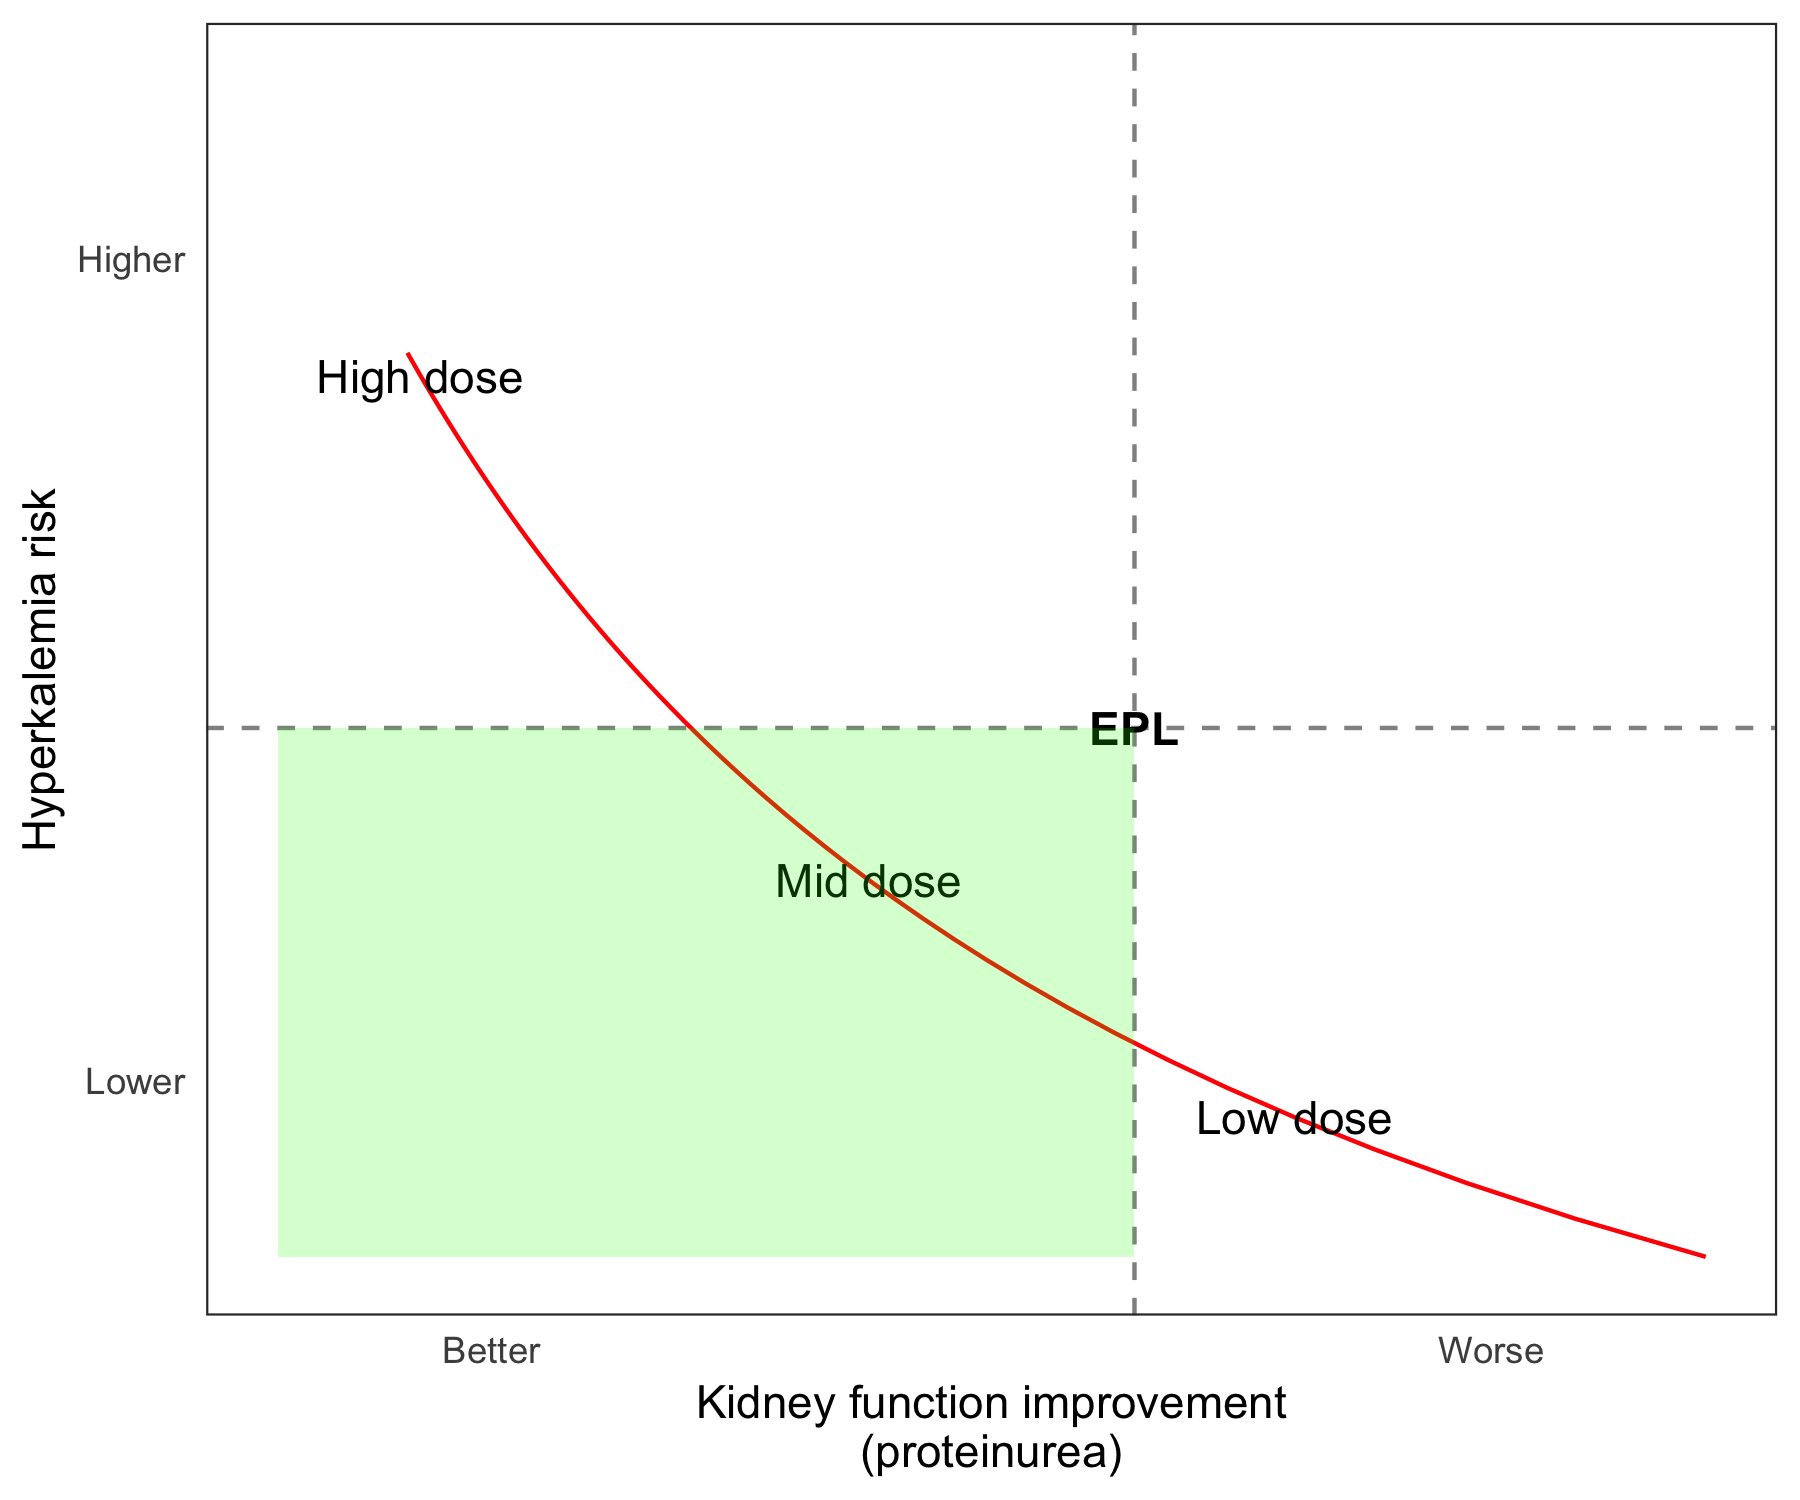 Higher
High dose
Hyperkalemia risk
EPL
Mid dose
Lower
Low dose
Better
Worse
Kidney function improvement
(proteinurea)